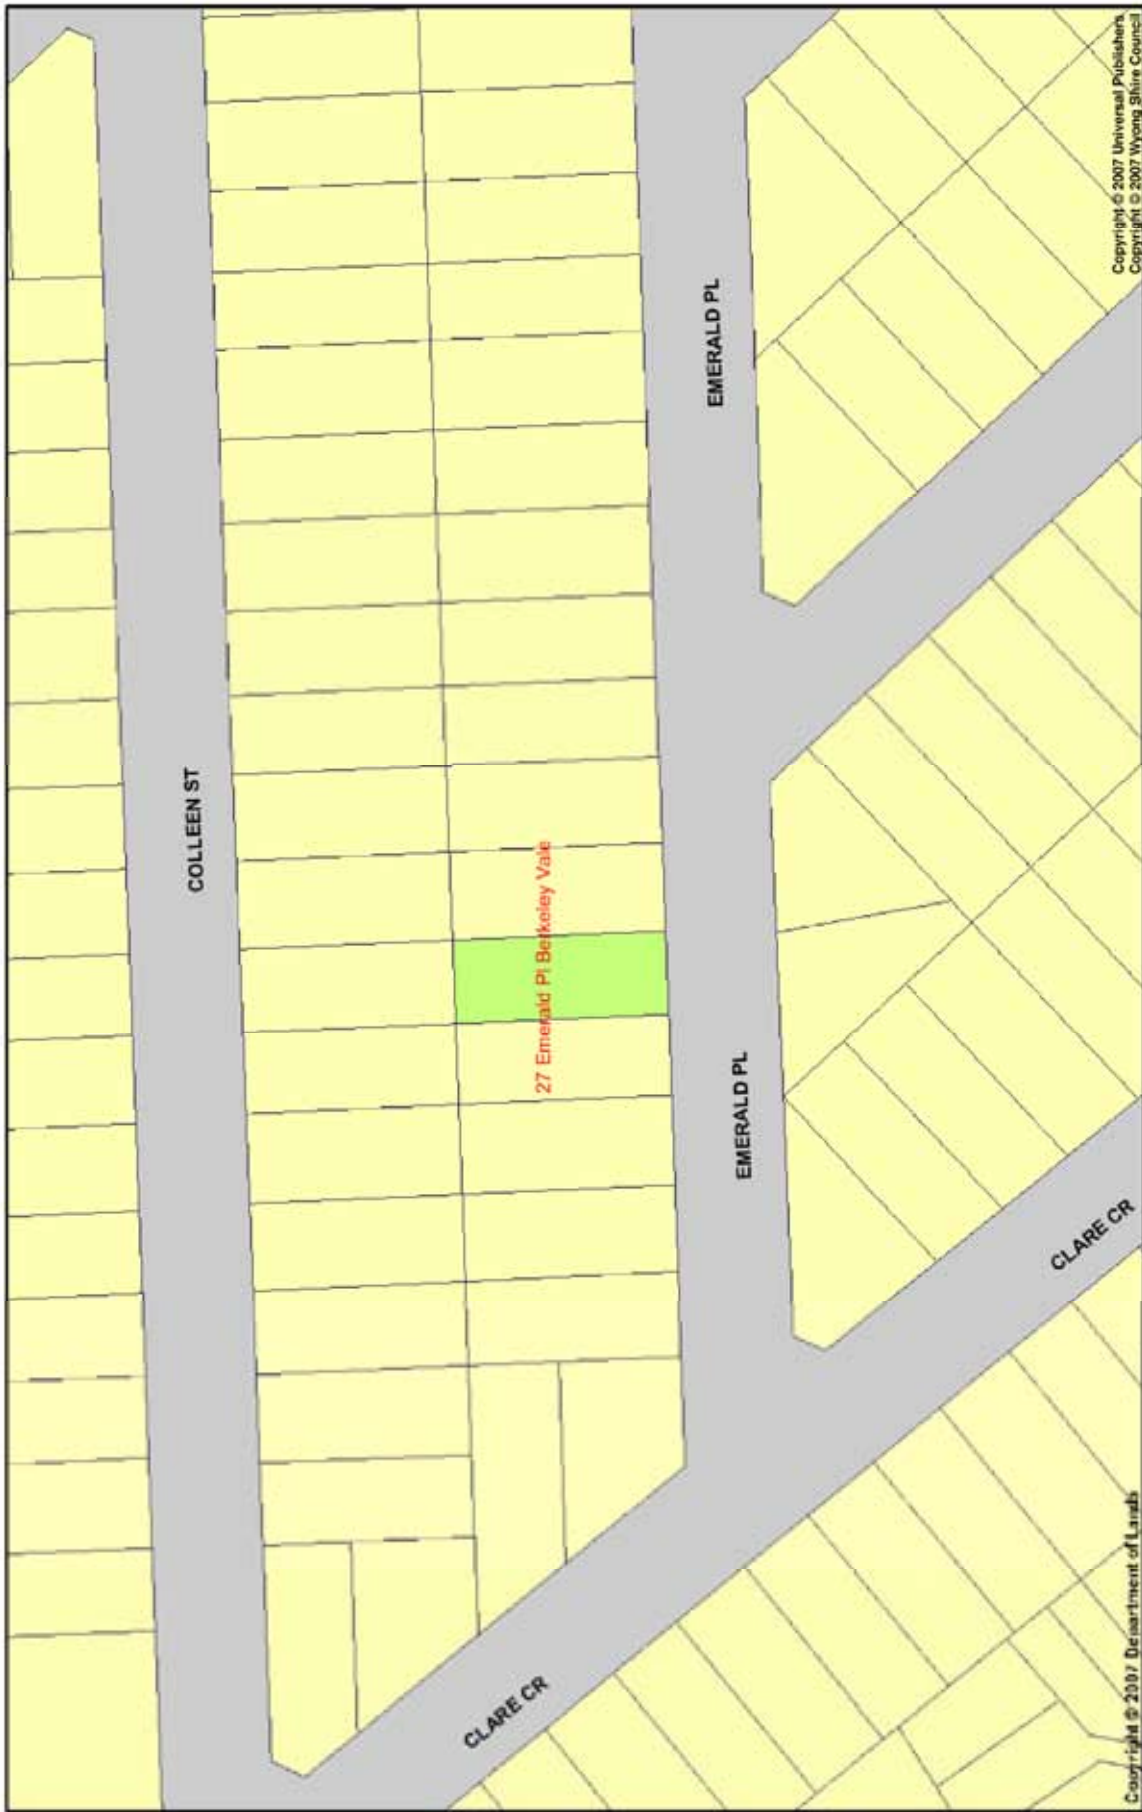 COLLEEN ST
EMERALD PL
27 Emerald Pl Berkeley Vale
EMERALD PL
CLARE CR
CLARE CR
Copyright © 2007 Department of Lands
Copyright © 2007 Universal Publishers
Copyright © 2007 Wyong Shire Council